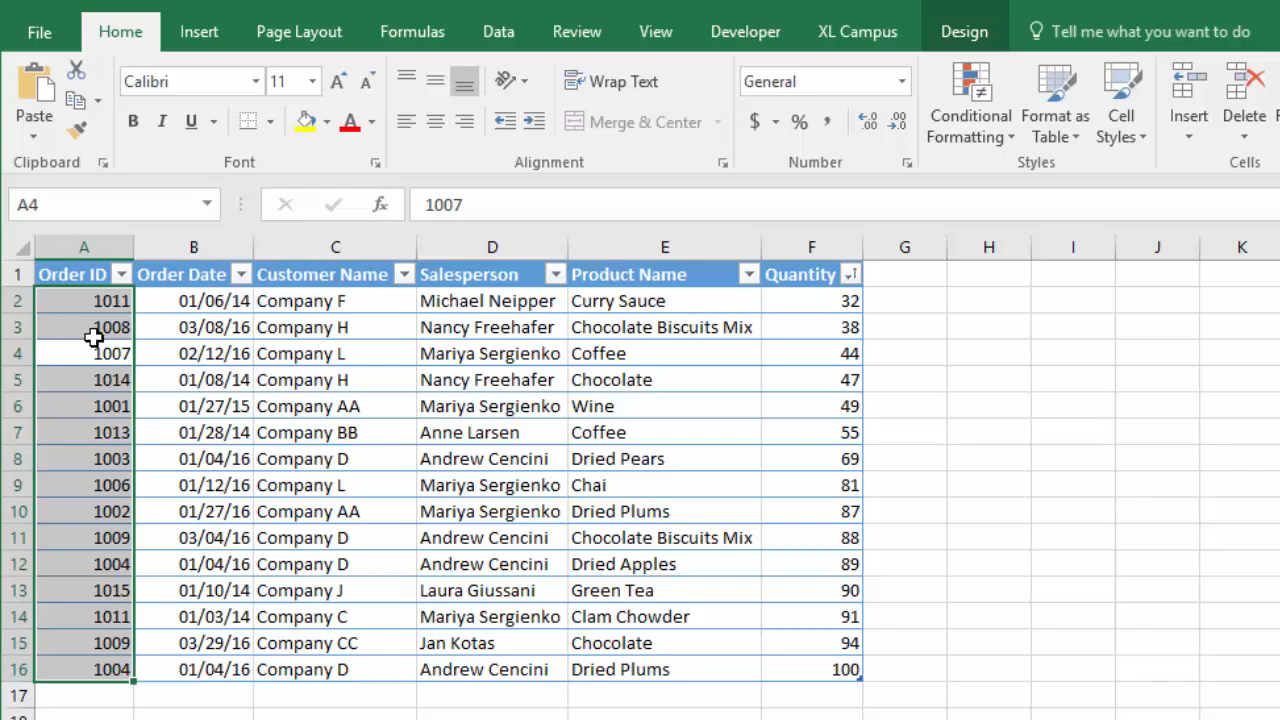 File Home Insert Page Layout Formulas Data Review View Developer XL Campus Design Tell me what you want to do
Calibri 11 A A Wrap Text General
Paste B I U A Merge & Center $ % , .00 Conditional Formatting Format as Table Cell Styles Insert Delete
Clipboard Font Alignment Number Styles Cells
A4 fx 1007
A B C D E F G H I J K
1 Order ID Order Date Customer Name Salesperson Product Name Quantity
2 1011 01/06/14 Company F Michael Neipper Curry Sauce 32
3 1008 03/08/16 Company H Nancy Freehafer Chocolate Biscuits Mix 38
4 1007 02/12/16 Company L Mariya Sergienko Coffee 44
5 1014 01/08/14 Company H Nancy Freehafer Chocolate 47
6 1001 01/27/15 Company AA Mariya Sergienko Wine 49
7 1013 01/28/14 Company BB Anne Larsen Coffee 55
8 1003 01/04/16 Company D Andrew Cencini Dried Pears 69
9 1006 01/12/16 Company L Mariya Sergienko Chai 81
10 1002 01/27/16 Company AA Mariya Sergienko Dried Plums 87
11 1009 03/04/16 Company D Andrew Cencini Chocolate Biscuits Mix 88
12 1004 01/04/16 Company D Andrew Cencini Dried Apples 89
13 1015 01/10/14 Company J Laura Giussani Green Tea 90
14 1011 01/03/14 Company C Mariya Sergienko Clam Chowder 91
15 1009 03/29/16 Company CC Jan Kotas Chocolate 94
16 1004 01/04/16 Company D Andrew Cencini Dried Plums 100
17